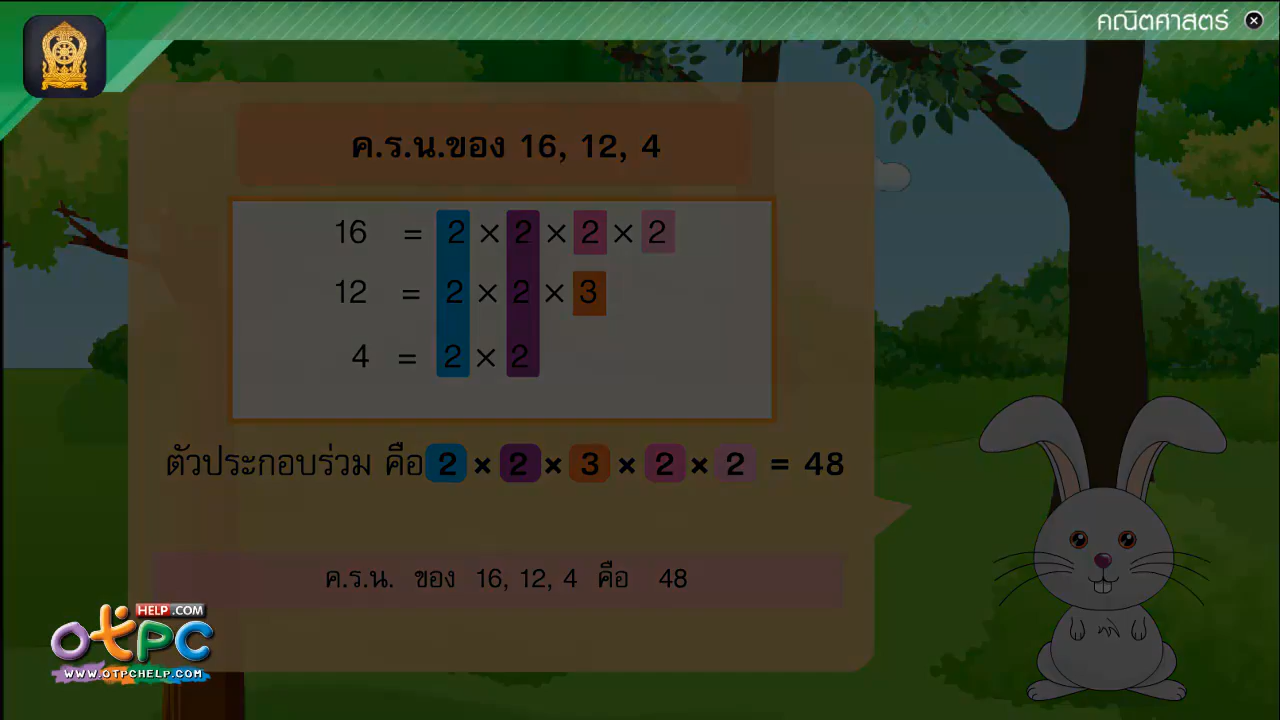 คณิตศาสตร์
ค.ร.น.ของ 16, 12, 4
16 = 2 × 2 × 2 × 2
12 = 2 × 2 × 3
4 = 2 × 2
ตัวประกอบร่วม คือ 2 × 2 × 3 × 2 × 2 = 48
ค.ร.น. ของ 16, 12, 4 คือ 48
HELP.COM
OTPC
WWW.OTPCHELP.COM